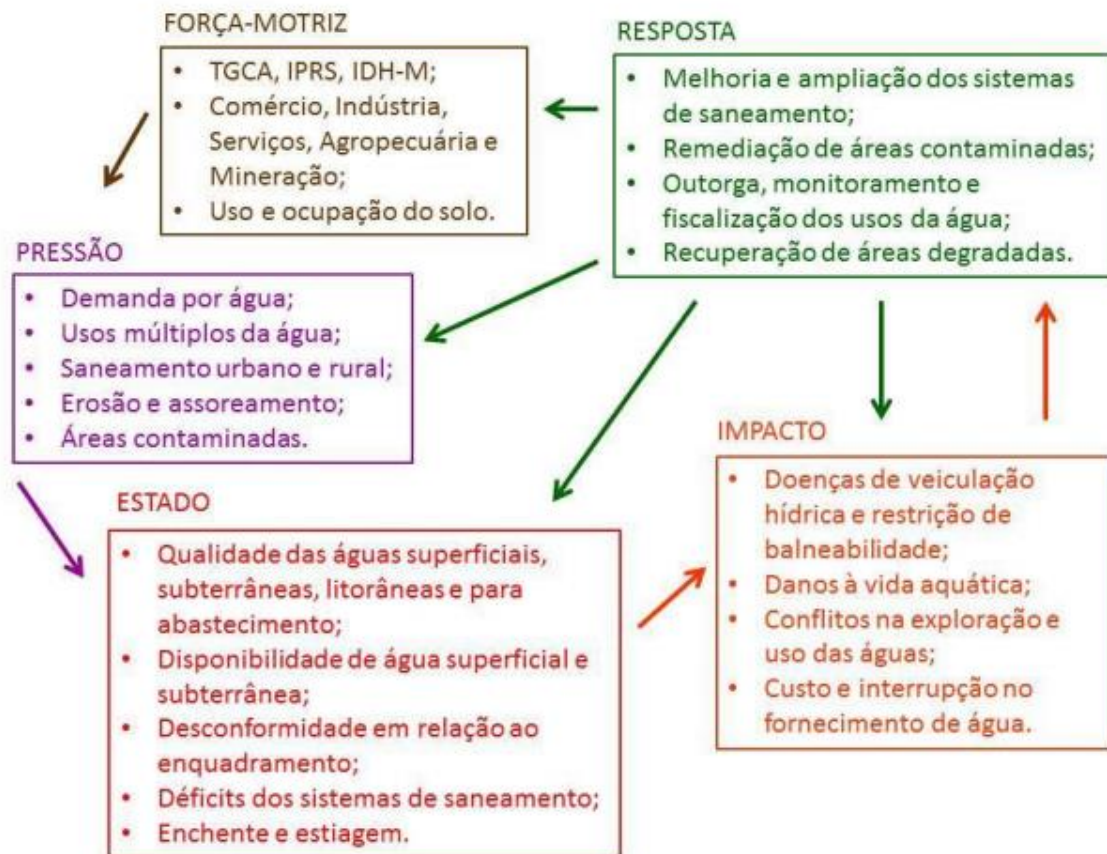 FORÇA-MOTRIZ
• TGCA, IPRS, IDH-M;
• Comércio, Indústria,
Serviços, Agropecuária e
Mineração;
• Uso e ocupação do solo.
RESPOSTA
• Melhoria e ampliação dos sistemas
de saneamento;
• Remediação de áreas contaminadas;
• Outorga, monitoramento e
fiscalização dos usos da água;
• Recuperação de áreas degradadas.
PRESSÃO
• Demanda por água;
• Usos múltiplos da água;
• Saneamento urbano e rural;
• Erosão e assoreamento;
• Áreas contaminadas.
ESTADO
• Qualidade das águas superficiais,
subterrâneas, litorâneas e para
abastecimento;
• Disponibilidade de água superficial e
subterrânea;
• Desconformidade em relação ao
enquadramento;
• Déficits dos sistemas de saneamento;
• Enchente e estiagem.
IMPACTO
• Doenças de veiculação
hídrica e restrição de
balneabilidade;
• Danos à vida aquática;
• Conflitos na exploração e
uso das águas;
• Custo e interrupção no
fornecimento de água.